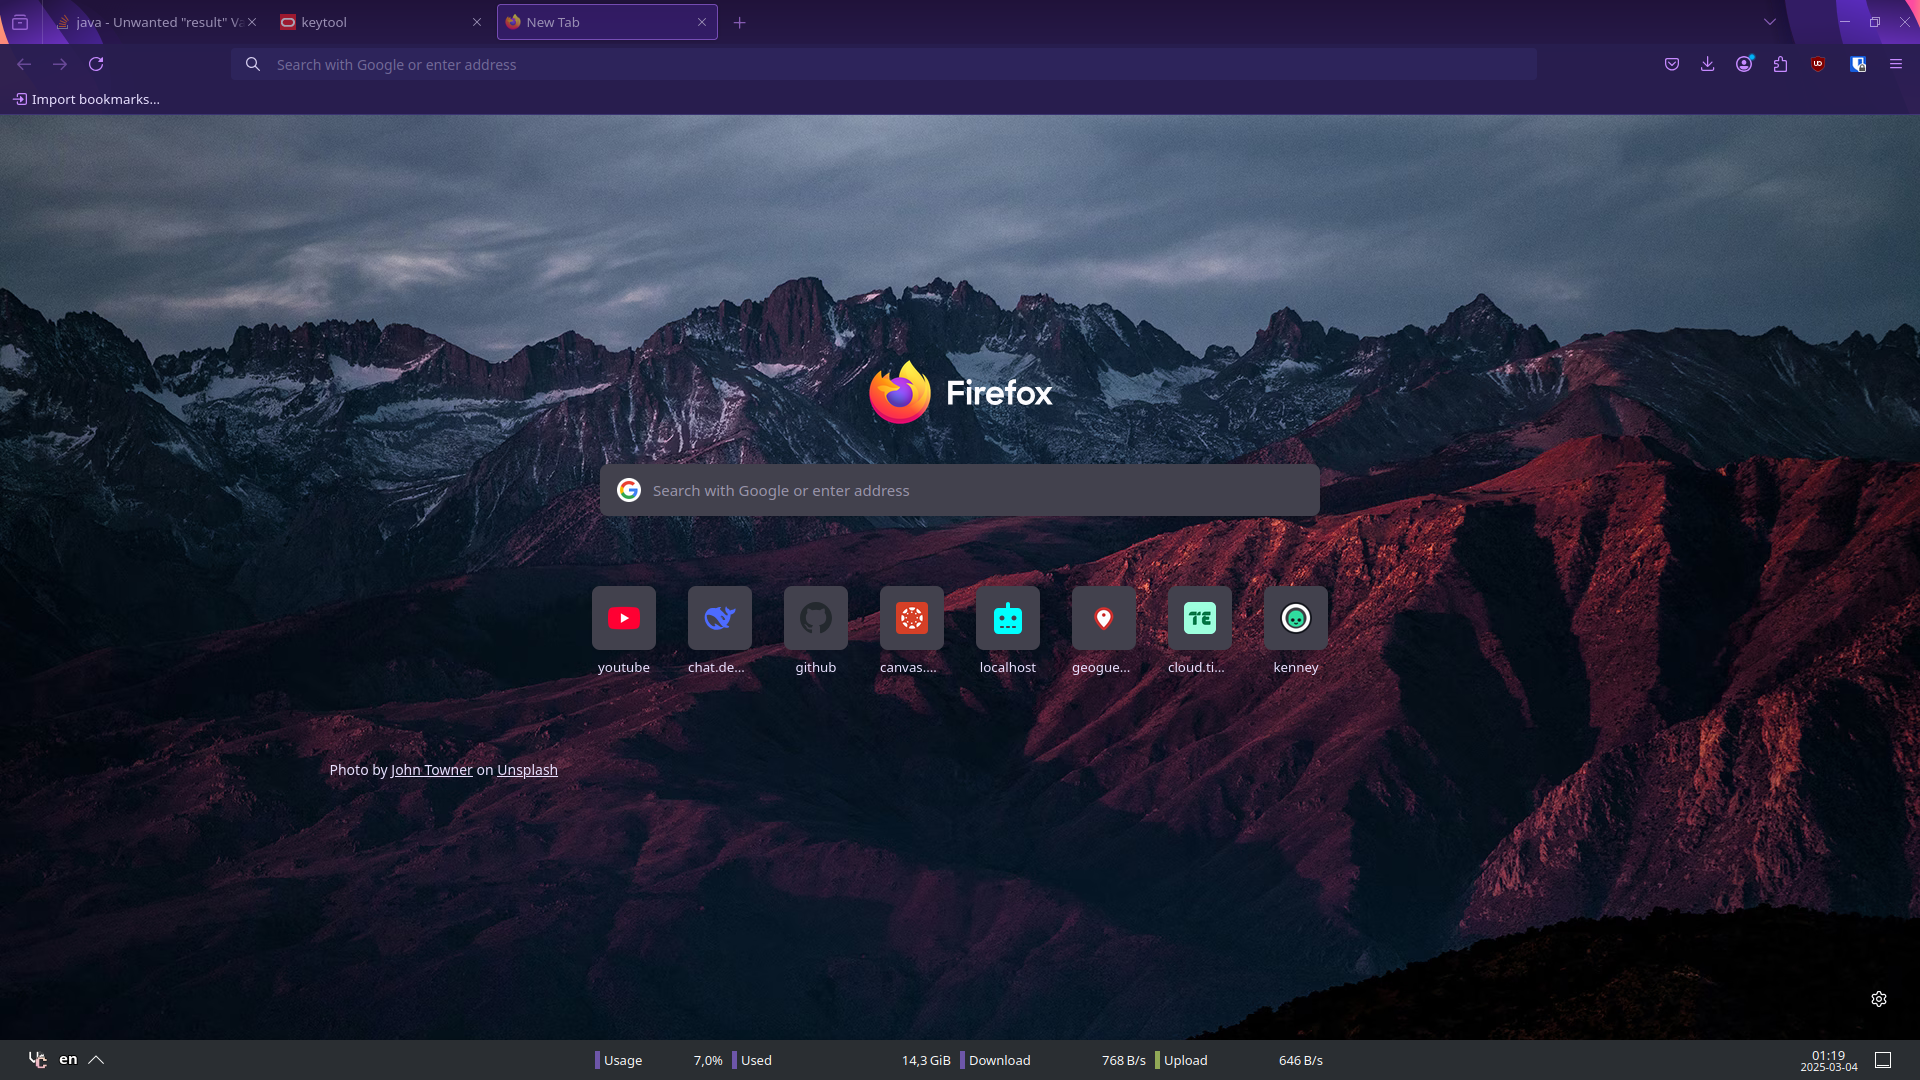 java - Unwanted "result" Va
keytool
New Tab
Search with Google or enter address
Import bookmarks...
Firefox
Search with Google or enter address
youtube
chat.de...
github
canvas....
localhost
geogue...
cloud.ti...
kenney
Photo by John Towner on Unsplash
en
Usage 7,0%
Used 14,3 GiB
Download 768 B/s
Upload 646 B/s
01:19
2025-03-04